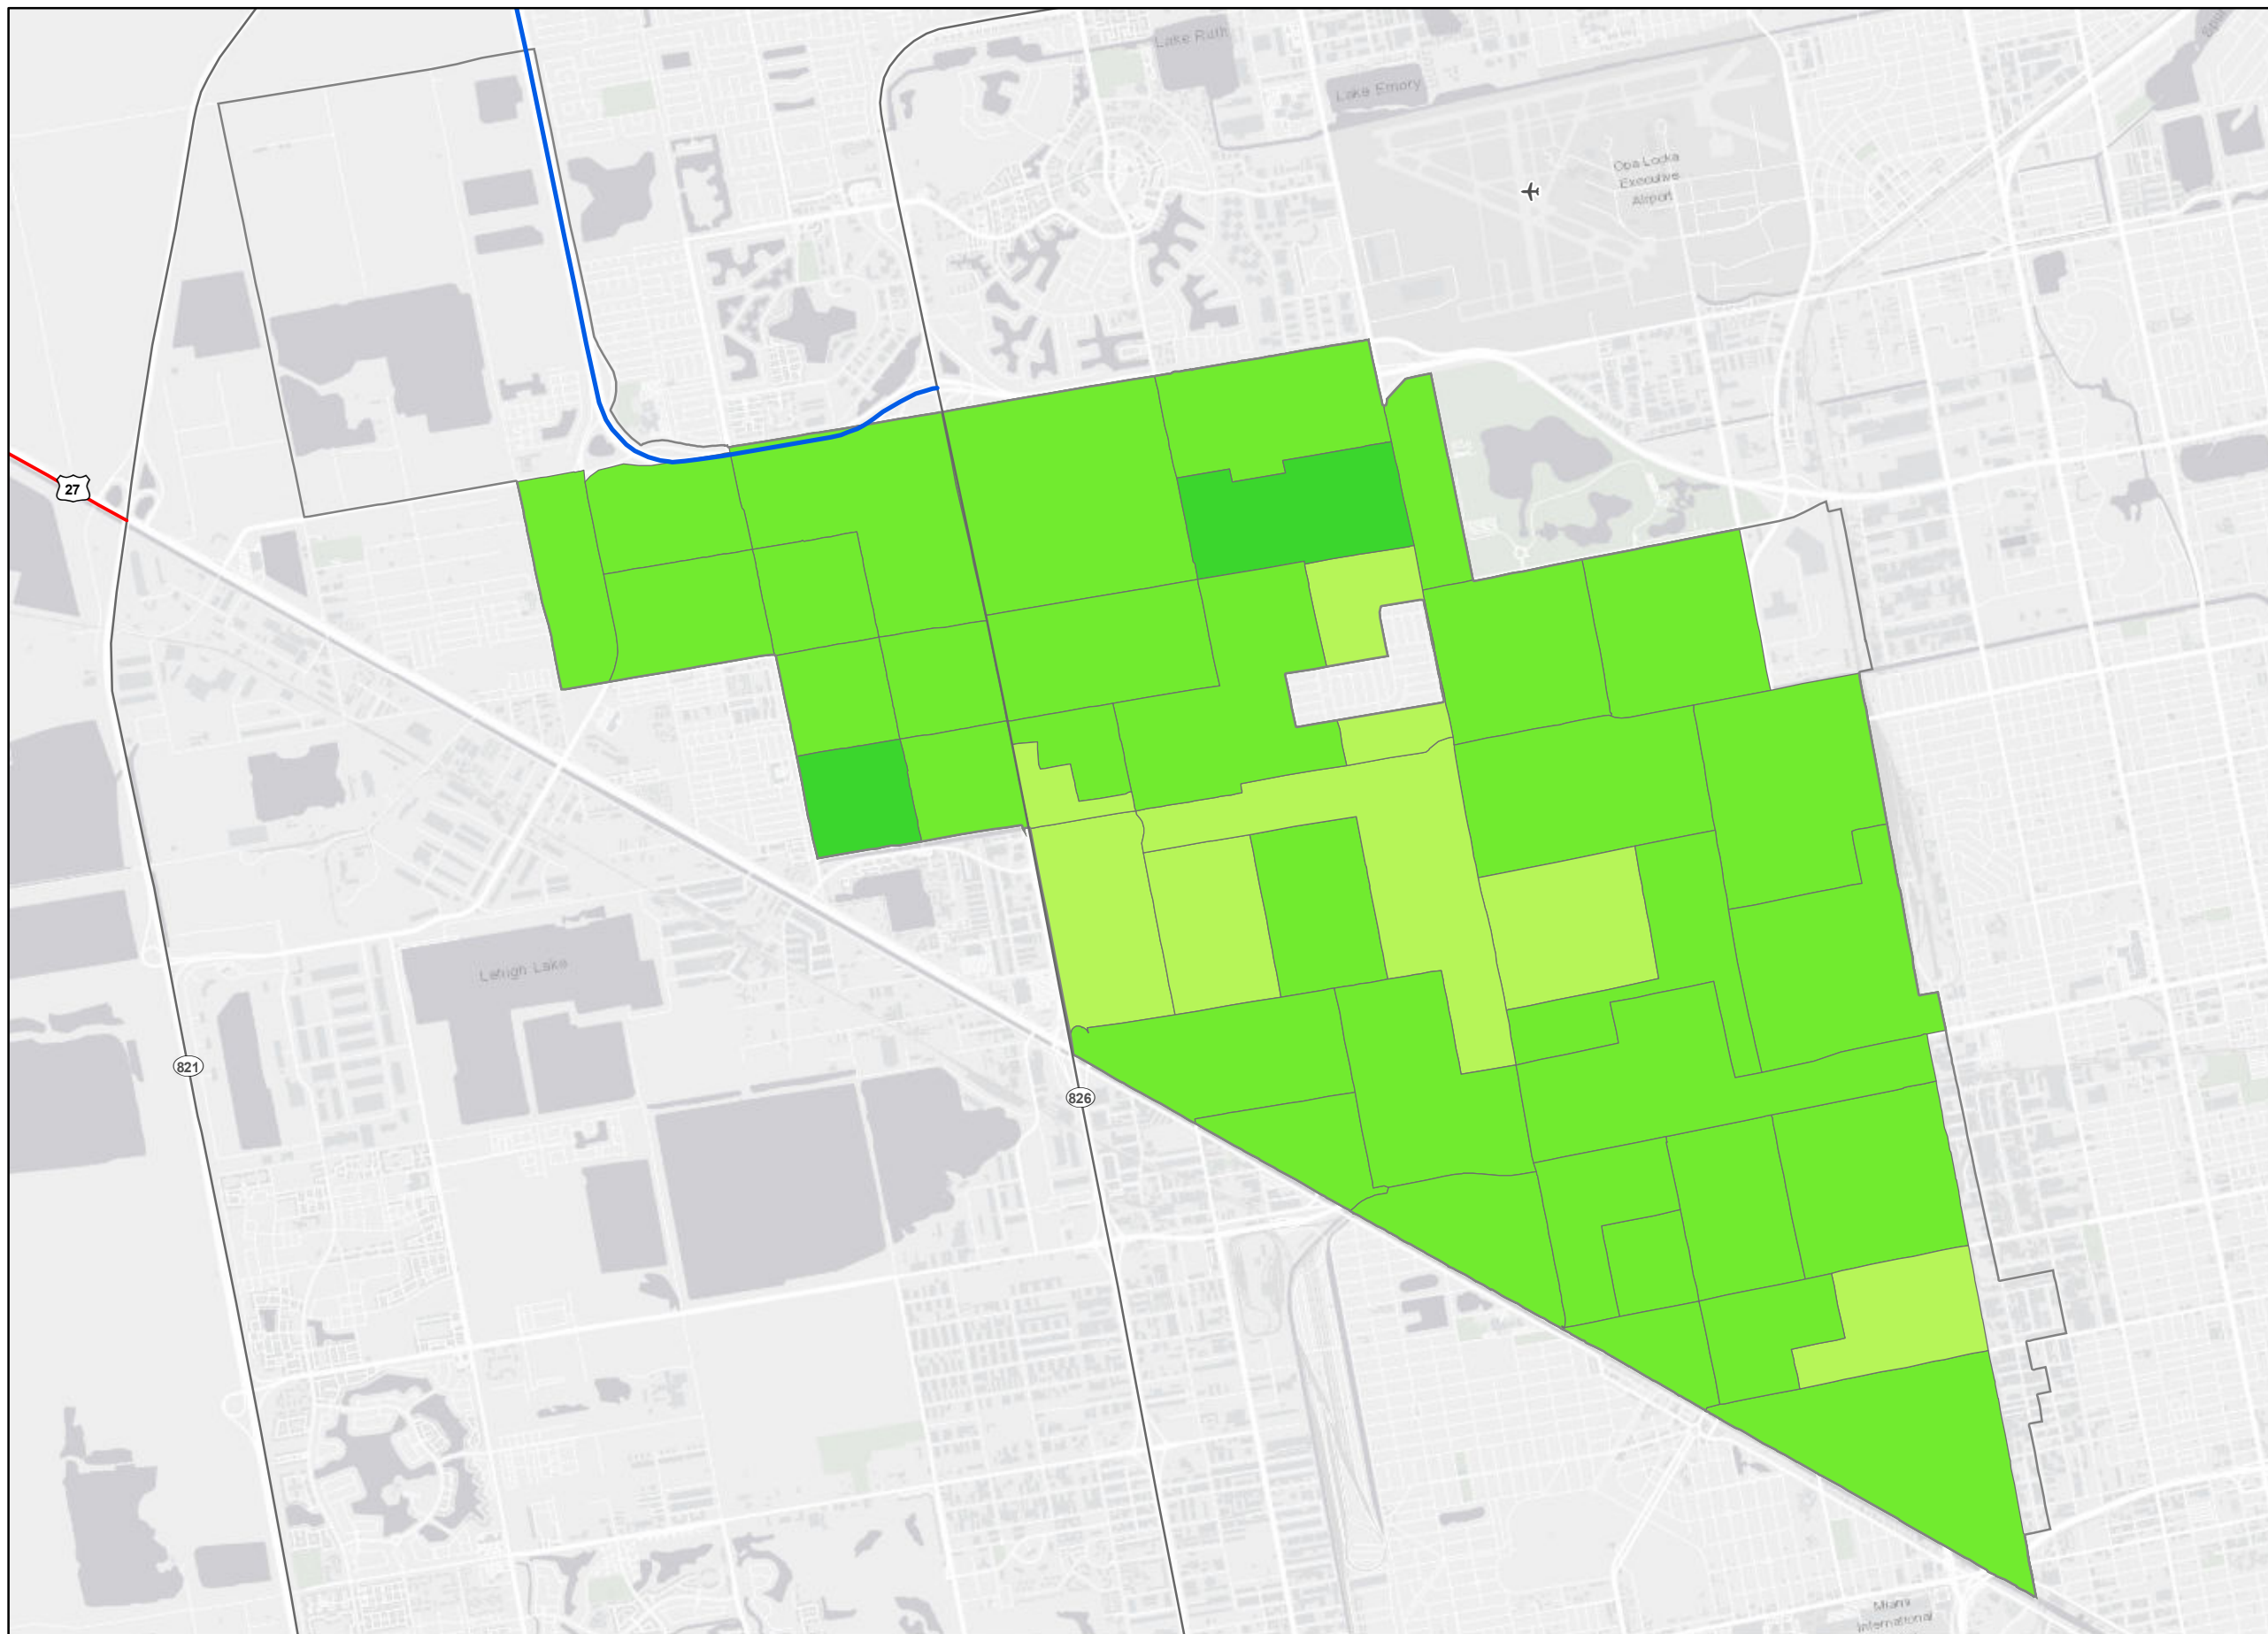 Lake Ruth
Lake Emory
Opa Locka
Executive
Airport
27
Lehigh Lake
821
826
Miami
International